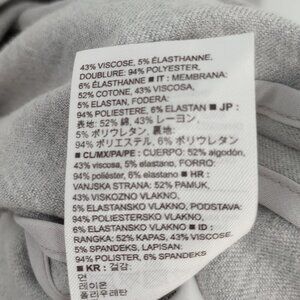 43% VISCOSE, 5% ÉLASTHANNE,
DOUBLURE: 94% POLYESTER,
6% ÉLASTHANNE ■ IT : MEMBRANA:
52% COTONE, 43% VISCOSA,
5% ELASTAN, FODERA:
94% POLIESTERE, 6% ELASTAN ■ JP :
表地: 52% 綿, 43% レーヨン,
5% ポリウレタン, 裏地:
94% ポリエステル, 6% ポリウレタン
■ CL/MX/PA/PE : CUERPO: 52% algodón,
43% viscosa, 5% elastano, FORRO:
94% poliéster, 6% elastano ■ HR :
VANJSKA STRANA: 52% PAMUK,
43% VISKOZNO VLAKNO,
5% ELASTANSKO VLAKNO, PODSTAVA:
94% POLIESTERSKO VLAKNO,
6% ELASTANSKO VLAKNO ■ ID :
RANGKA: 52% KAPAS, 43% VISCOSE,
5% SPANDEKS, LAPISAN:
94% POLISTER, 6% SPANDEKS
■ KR : 겉감:
면
레이온
폴리우레탄